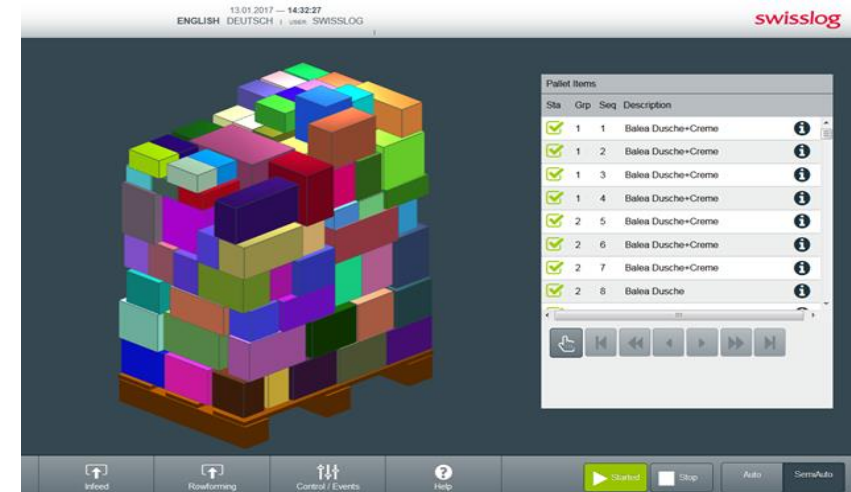 13.01.2017 — 14:32:27
ENGLISH DEUTSCH | USER: SWISSLOG
swisslog
Pallet Items
Sta Grp Seq Description
1 1 Balea Dusche+Creme
1 2 Balea Dusche+Creme
1 3 Balea Dusche+Creme
1 4 Balea Dusche+Creme
2 5 Balea Dusche+Creme
2 6 Balea Dusche+Creme
2 7 Balea Dusche+Creme
2 8 Balea Dusche
Infeed Rowforming Control / Events Help Started Stop Auto SemiAuto